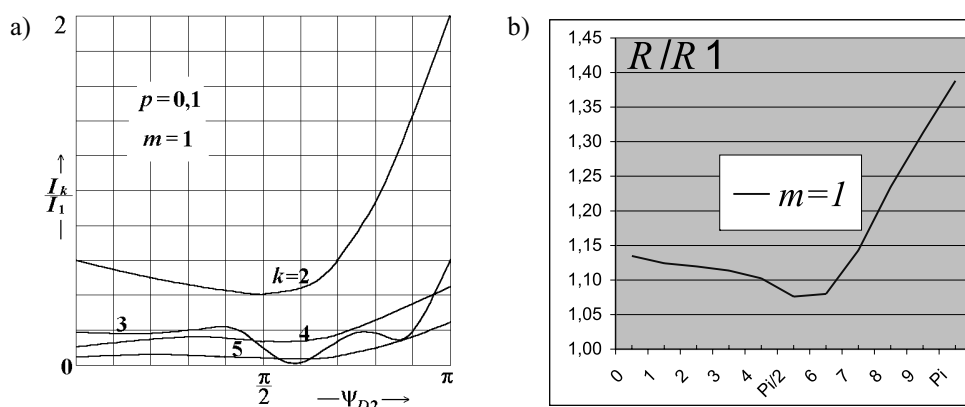 a)
2
p=0,1
m=1
I_k
I_1
k=2
3
4
5
0
π
2
π
Ψ_D2
b)
R/R 1
1,45
1,40
1,35
1,30
1,25
1,20
1,15
1,10
1,05
1,00
m=1
0
1
2
3
4
Pi/2
6
7
8
9
Pi